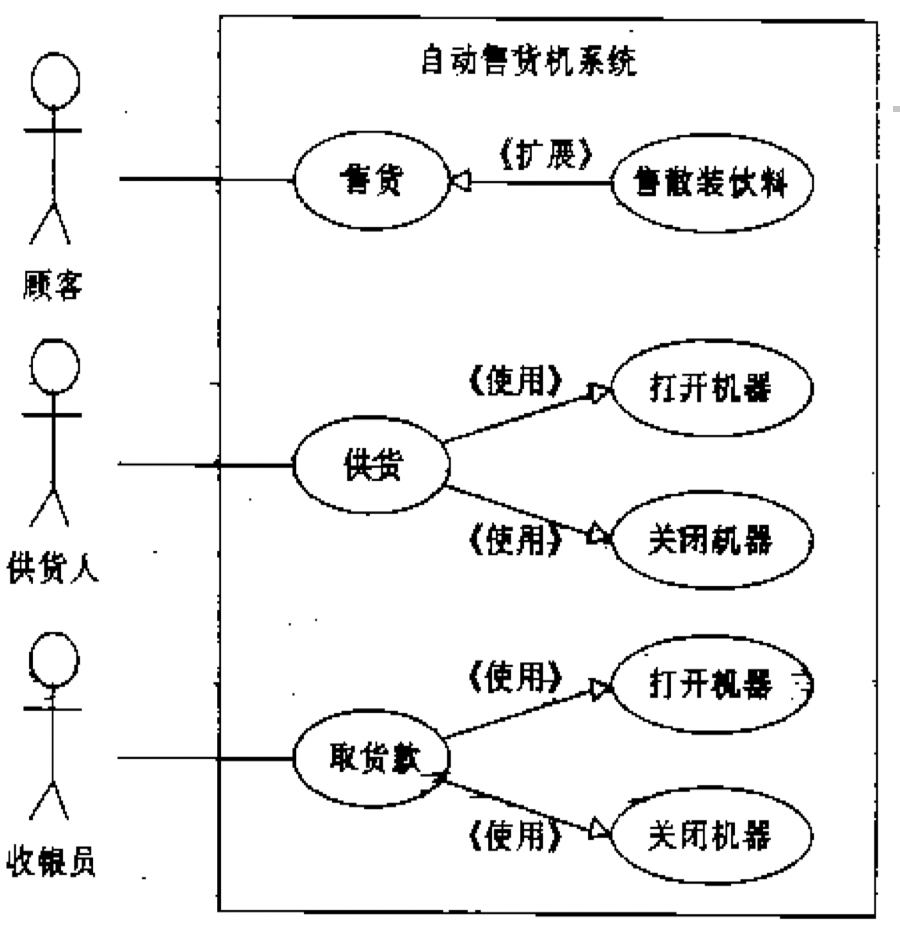 自动售货机系统
《扩展》
售货
售散装饮料
顾客
《使用》
打开机器
供货
《使用》
关闭机器
供货人
《使用》
打开机器
取货款
《使用》
关闭机器
收银员